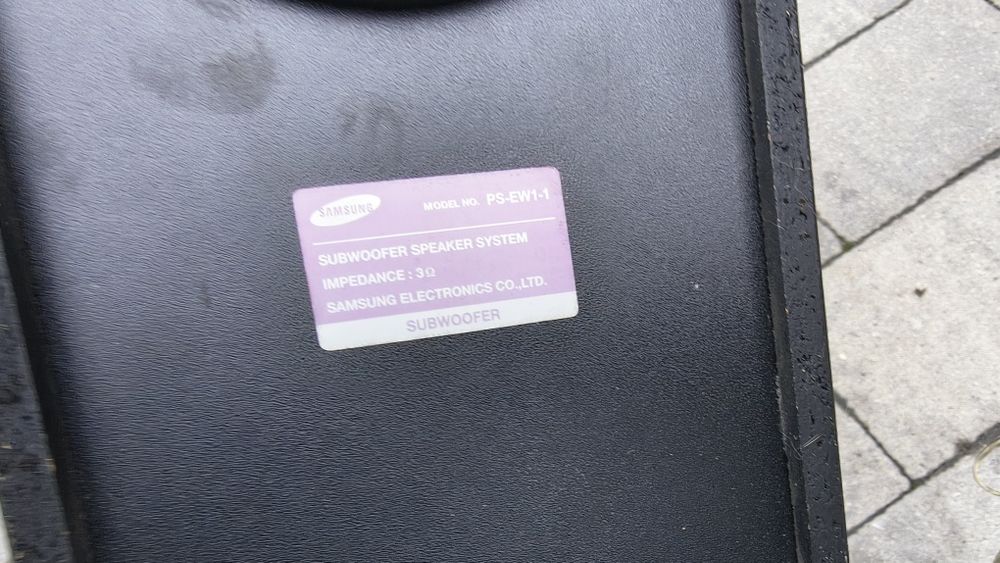 SAMSUNG MODEL NO. PS-EW1-1
SUBWOOFER SPEAKER SYSTEM
IMPEDANCE : 3Ω
SAMSUNG ELECTRONICS CO.,LTD.
SUBWOOFER